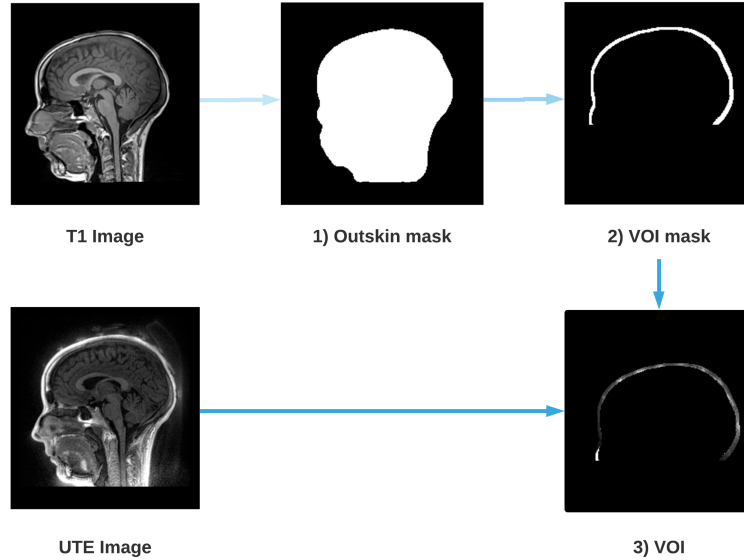 T1 Image
1) Outskin mask
2) VOI mask
UTE Image
3) VOI